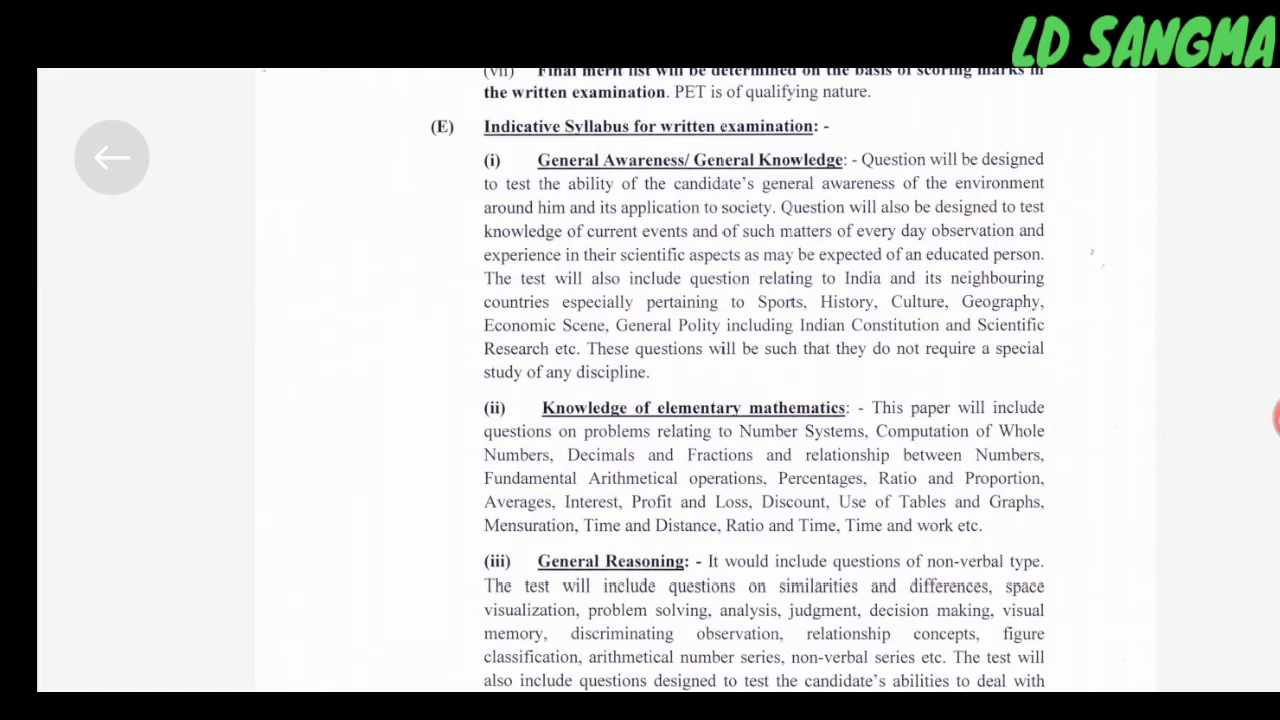 LD SANGMA
(vii) Final merit list will be determined on the basis of scoring marks in
the written examination. PET is of qualifying nature.
(E) Indicative Syllabus for written examination: -
(i) General Awareness/ General Knowledge: - Question will be designed
to test the ability of the candidate's general awareness of the environment
around him and its application to society. Question will also be designed to test
knowledge of current events and of such matters of every day observation and
experience in their scientific aspects as may be expected of an educated person.
The test will also include question relating to India and its neighbouring
countries especially pertaining to Sports, History, Culture, Geography,
Economic Scene, General Polity including Indian Constitution and Scientific
Research etc. These questions will be such that they do not require a special
study of any discipline.
(ii) Knowledge of elementary mathematics: - This paper will include
questions on problems relating to Number Systems, Computation of Whole
Numbers, Decimals and Fractions and relationship between Numbers,
Fundamental Arithmetical operations, Percentages, Ratio and Proportion,
Averages, Interest, Profit and Loss, Discount, Use of Tables and Graphs,
Mensuration, Time and Distance, Ratio and Time, Time and work etc.
(iii) General Reasoning: - It would include questions of non-verbal type.
The test will include questions on similarities and differences, space
visualization, problem solving, analysis, judgment, decision making, visual
memory, discriminating observation, relationship concepts, figure
classification, arithmetical number series, non-verbal series etc. The test will
also include questions designed to test the candidate's abilities to deal with